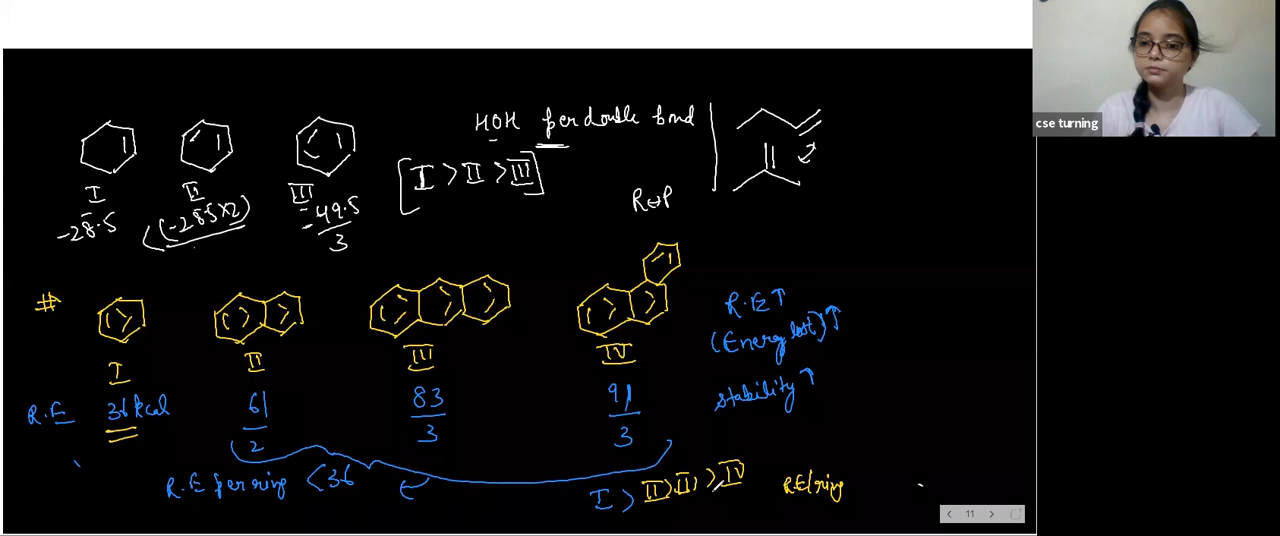 cse turning
HOH per double bond
I II III
-28.5 (-28.5×2) -49.5/3
[I > II > III]
#
R.E ↑
(Energy lost) ↑
I II III IV
stability ↑
R.E 36 kcal 61/2 83/3 91/3
R.E per ring < 36
I > II > III > IV R.E/ring
11